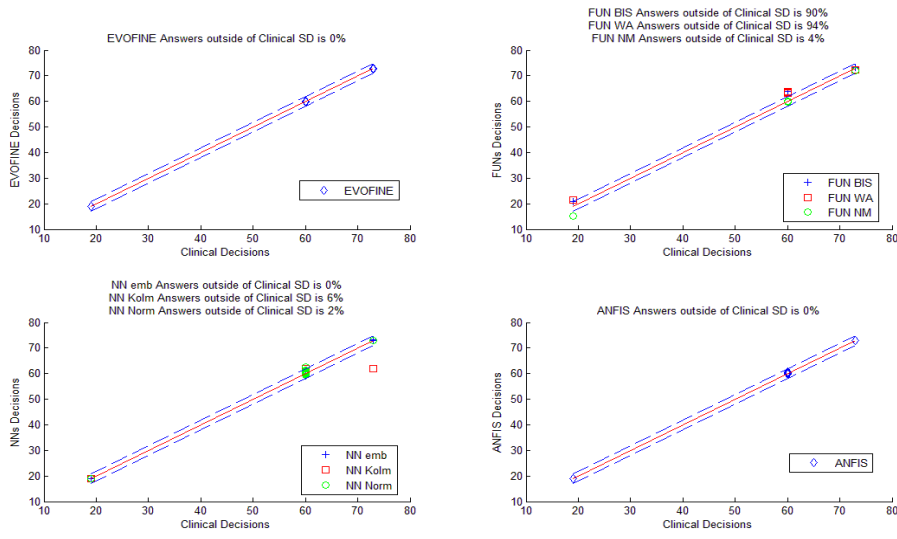 EVOFINE Answers outside of Clinical SD is 0%
80
70
60
50
40
30
20
10
EVOFINE Decisions
EVOFINE
10 20 30 40 50 60 70 80
Clinical Decisions
FUN BIS Answers outside of Clinical SD is 90%
FUN WA Answers outside of Clinical SD is 94%
FUN NM Answers outside of Clinical SD is 4%
80
70
60
50
40
30
20
10
FUNs Decisions
FUN BIS
FUN WA
FUN NM
10 20 30 40 50 60 70 80
Clinical Decisions
NN emb Answers outside of Clinical SD is 0%
NN Kolm Answers outside of Clinical SD is 6%
NN Norm Answers outside of Clinical SD is 2%
80
70
60
50
40
30
20
10
NNs Decisions
NN emb
NN Kolm
NN Norm
10 20 30 40 50 60 70 80
Clinical Decisions
ANFIS Answers outside of Clinical SD is 0%
80
70
60
50
40
30
20
10
ANFIS Decisions
ANFIS
10 20 30 40 50 60 70 80
Clinical Decisions